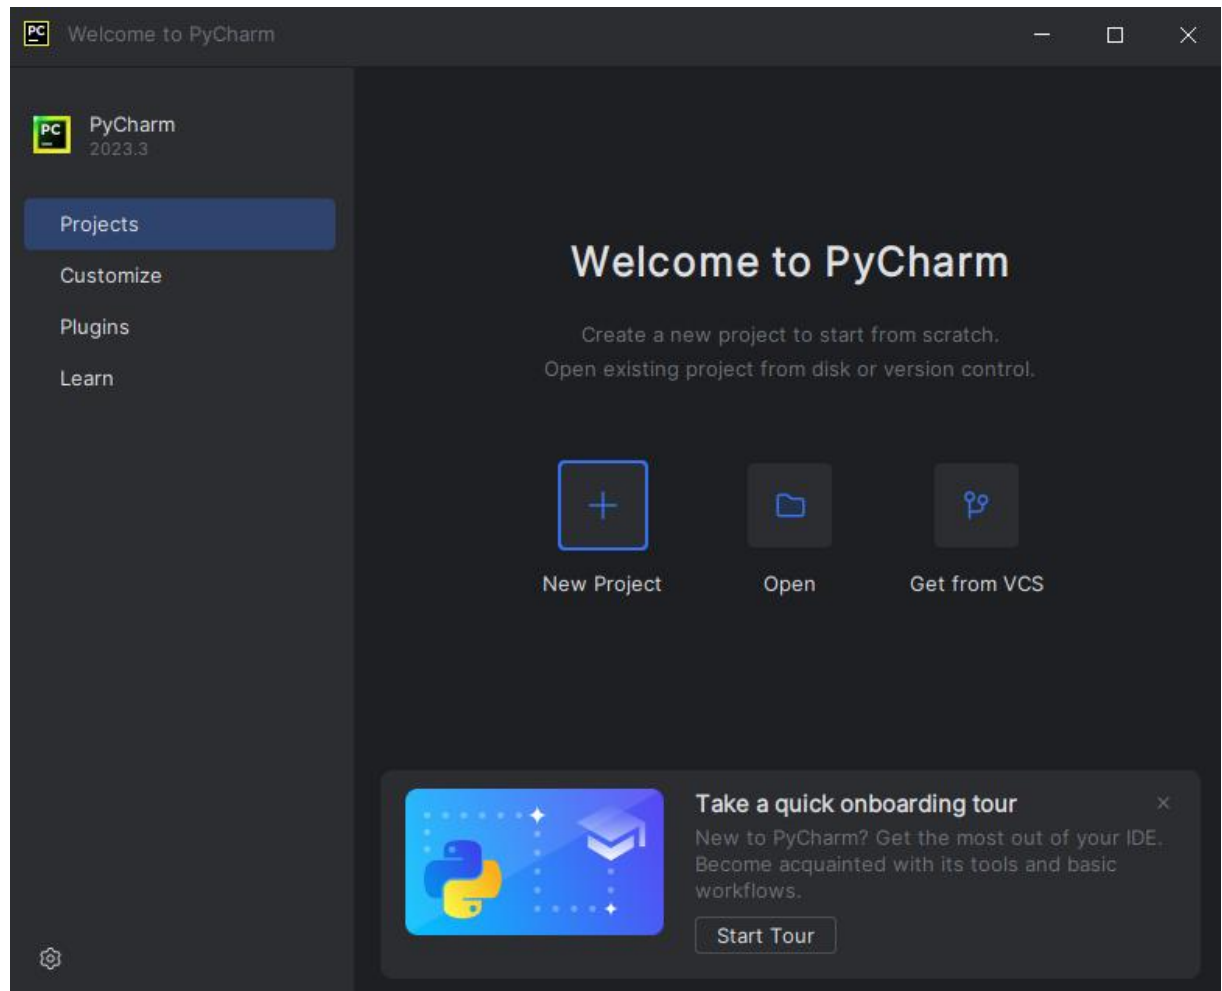 PC Welcome to PyCharm
PC PyCharm
2023.3
Projects
Customize
Plugins
Learn
Welcome to PyCharm
Create a new project to start from scratch.
Open existing project from disk or version control.
New Project Open Get from VCS
Take a quick onboarding tour
New to PyCharm? Get the most out of your IDE.
Become acquainted with its tools and basic
workflows.
Start Tour